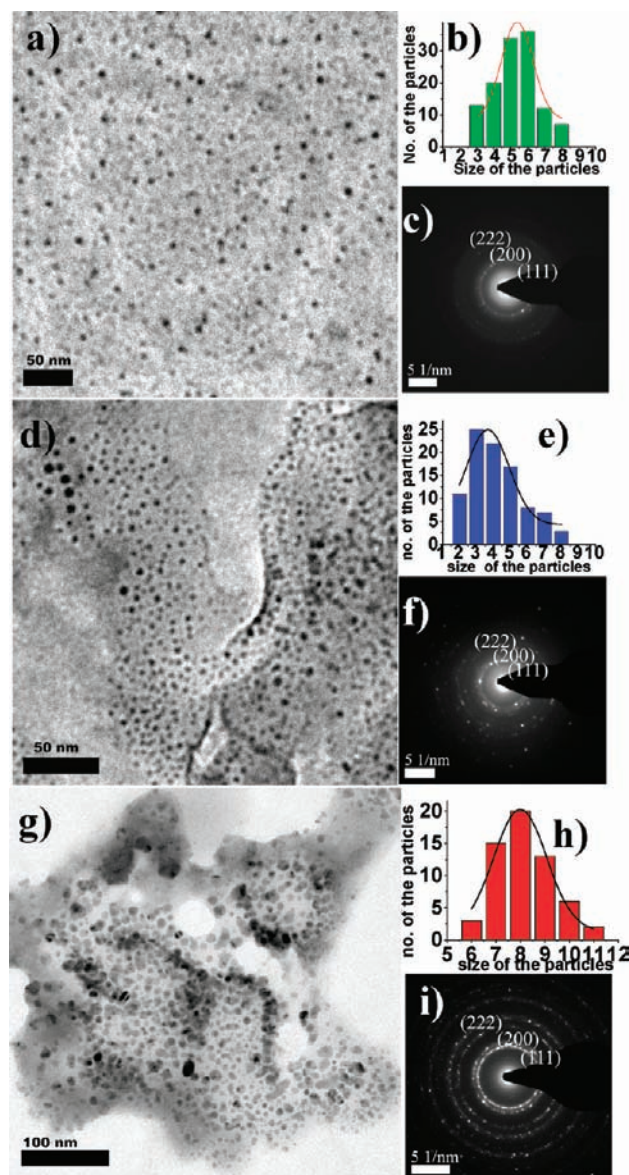 a)
50 nm
b)
No. of the particles
30
20
10
0
1 2 3 4 5 6 7 8 9 10
Size of the particles
c)
(222)
(200)
(111)
5 1/nm
d)
50 nm
e)
no. of the particles
25
20
15
10
5
0
1 2 3 4 5 6 7 8 9 10
size of the particles
f)
(222)
(200)
(111)
5 1/nm
g)
100 nm
h)
no. of the particles
20
15
10
5
0
5 6 7 8 9 10 11 12
size of the particles
i)
(222)
(200)
(111)
5 1/nm